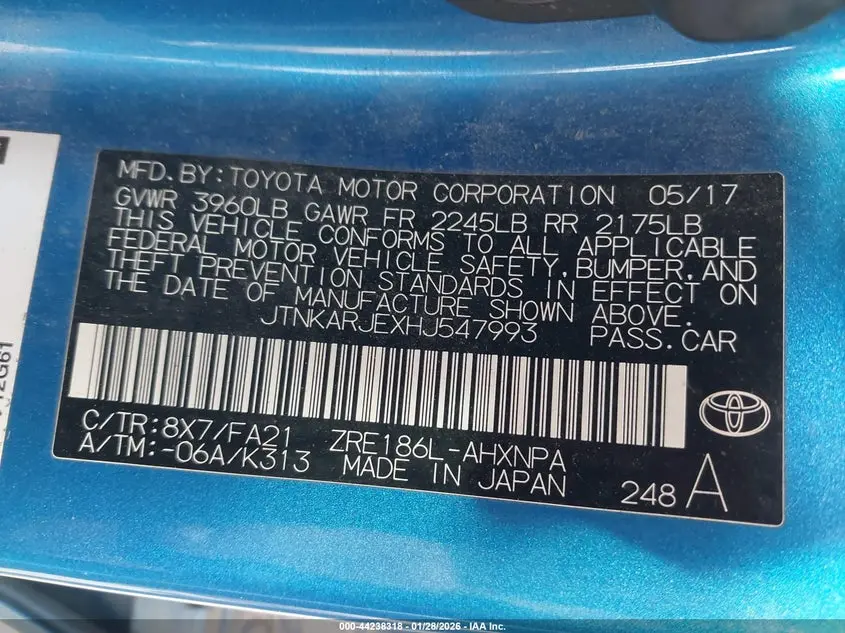 MFD. BY: TOYOTA MOTOR CORPORATION 05/17
GVWR 3960LB GAWR FR 2245LB RR 2175LB
THIS VEHICLE CONFORMS TO ALL APPLICABLE
FEDERAL MOTOR VEHICLE SAFETY, BUMPER, AND
THEFT PREVENTION STANDARDS IN EFFECT ON
THE DATE OF MANUFACTURE SHOWN ABOVE.
JTNKARJEXHJ547993 PASS. CAR
C/TR: 8X7/FA21 ZRE186L-AHXNPA
A/TM: -06A/K313 MADE IN JAPAN
248 A
000-44238318 - 01/28/2026 - IAA Inc.